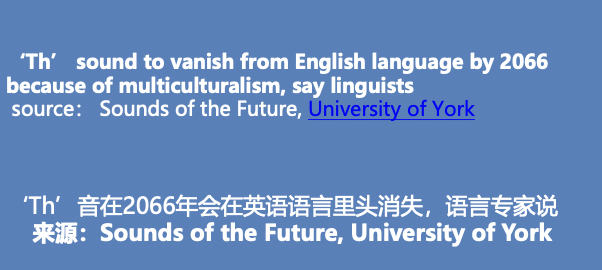 ‘Th’ sound to vanish from English language by 2066
because of multiculturalism, say linguists
source： Sounds of the Future, University of York
‘Th’音在2066年会在英语语言里头消失，语言专家说
来源：Sounds of the Future, University of York